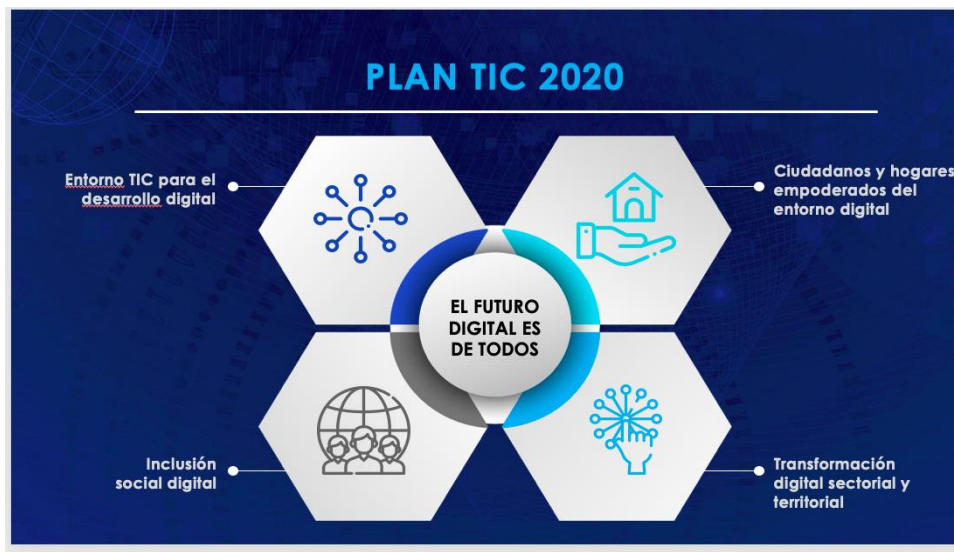 PLAN TIC 2020
Entorno TIC para el
desarrollo digital
Ciudadanos y hogares
empoderados del
entorno digital
EL FUTURO
DIGITAL ES
DE TODOS
Inclusión
social digital
Transformación
digital sectorial y
territorial